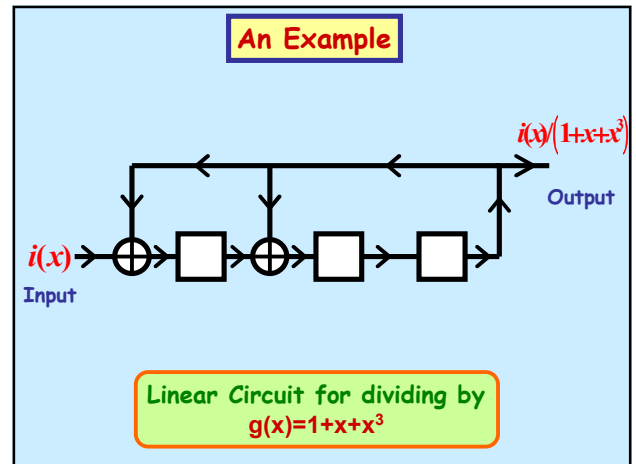 An Example
i(x)/(1+x+x³)
Output
i(x)
Input
Linear Circuit for dividing by
g(x)=1+x+x³